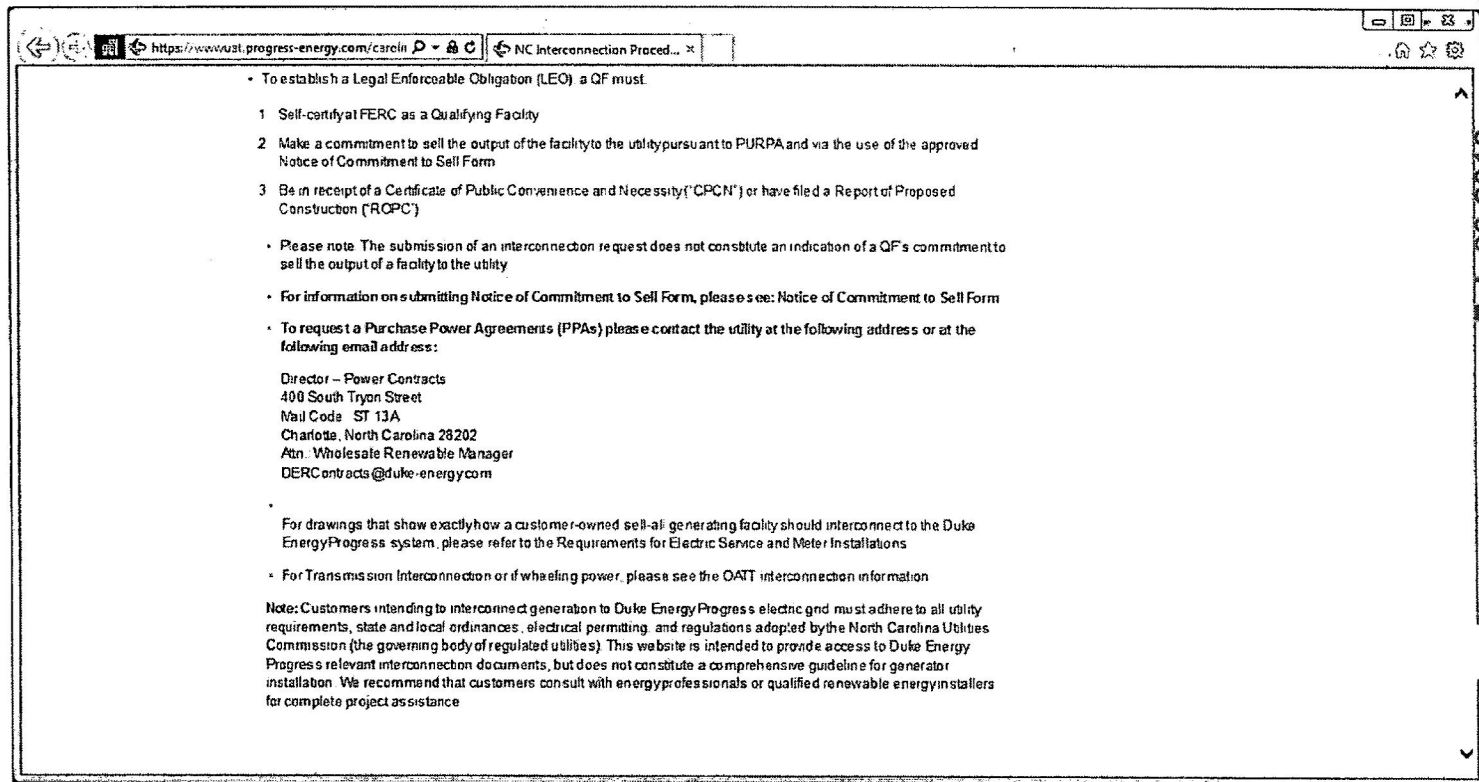 https://www.uat.progress-energy.com/carolin
NC Interconnection Proced... ×
• To establish a Legal Enforceable Obligation (LEO) a QF must
1 Self-certify at FERC as a Qualifying Facility
2 Make a commitment to sell the output of the facility to the utility pursuant to PURPA and via the use of the approved
Notice of Commitment to Sell Form
3 Be in receipt of a Certificate of Public Convenience and Necessity ("CPCN") or have filed a Report of Proposed
Construction ("ROPC")
• Please note The submission of an interconnection request does not constitute an indication of a QF's commitment to
sell the output of a facility to the utility
• For information on submitting Notice of Commitment to Sell Form, please see: Notice of Commitment to Sell Form
• To request a Purchase Power Agreements (PPAs) please contact the utility at the following address or at the
following email address:
Director – Power Contracts
400 South Tryon Street
Mail Code ST 13A
Charlotte, North Carolina 28202
Attn.: Wholesale Renewable Manager
DERContracts@duke-energy.com
•
For drawings that show exactly how a customer-owned sell-all generating facility should interconnect to the Duke
Energy Progress system, please refer to the Requirements for Electric Service and Meter Installations
• For Transmission Interconnection or if wheeling power, please see the OATT interconnection information
Note: Customers intending to interconnect generation to Duke Energy Progress electric grid must adhere to all utility
requirements, state and local ordinances, electrical permitting, and regulations adopted by the North Carolina Utilities
Commission (the governing body of regulated utilities). This website is intended to provide access to Duke Energy
Progress relevant interconnection documents, but does not constitute a comprehensive guideline for generator
installation. We recommend that customers consult with energy professionals or qualified renewable energy installers
for complete project assistance